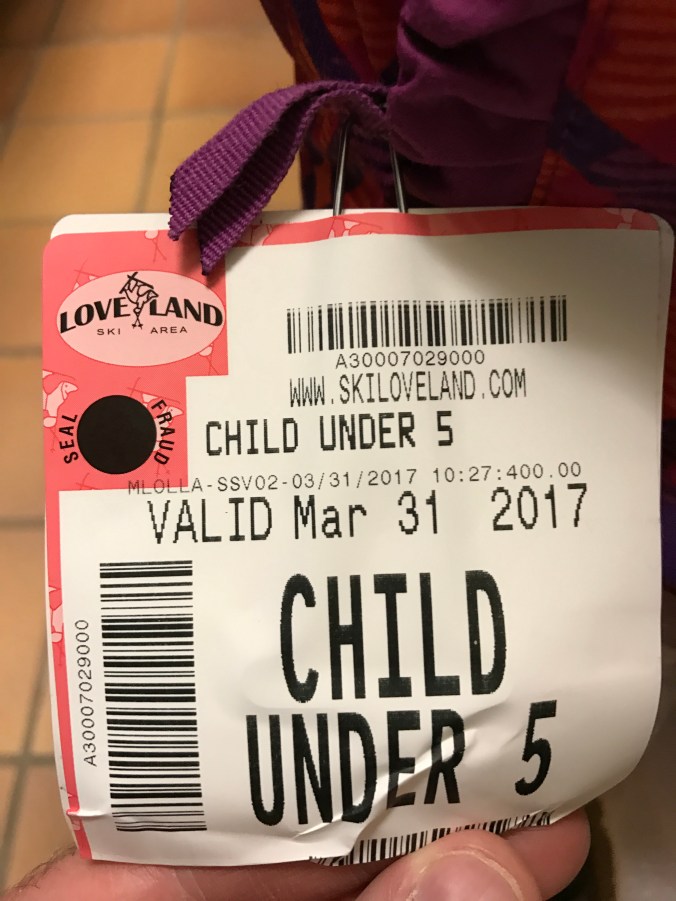 LOVELAND
SKI AREA
A30007029000
WWW.SKILOVELAND.COM
SEAL FRAUD
CHILD UNDER 5
MLOLLA-SSV02-03/31/2017 10:27:400.00
VALID Mar 31 2017
A30007029000
CHILD
UNDER 5